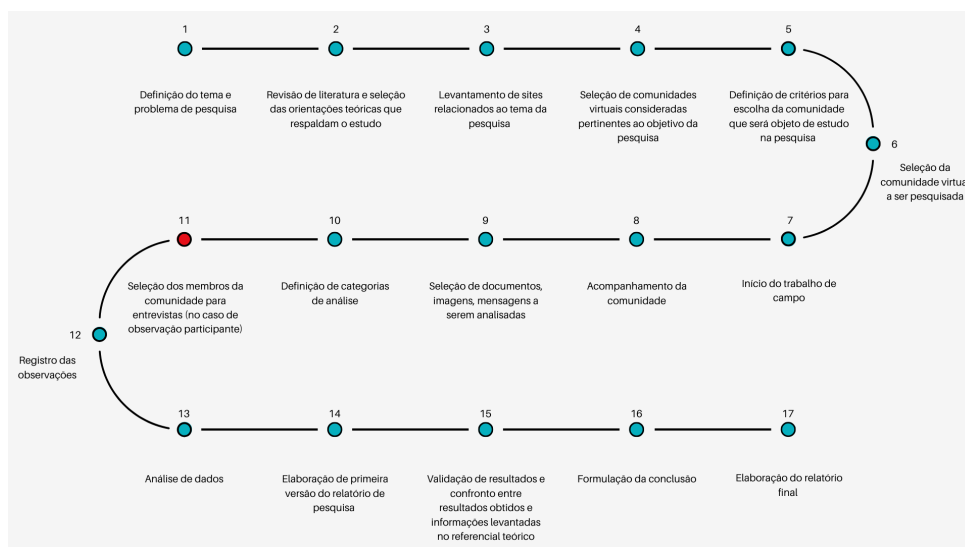 1
Definição do tema e
problema de pesquisa
2
Revisão de literatura e seleção
das orientações teóricas que
respaldam o estudo
3
Levantamento de sites
relacionados ao tema da
pesquisa
4
Seleção de comunidades
virtuais consideradas
pertinentes ao objetivo da
pesquisa
5
Definição de critérios para
escolha da comunidade
que será objeto de estudo
na pesquisa
6
Seleção da
comunidade virtua
a ser pesquisada
7
Início do trabalho de
campo
8
Acompanhamento da
comunidade
9
Seleção de documentos,
imagens, mensagens a
serem analisadas
10
Definição de categorias
de análise
11
Seleção dos membros da
comunidade para
entrevistas (no caso de
observação participante)
12
Registro das
observações
13
Análise de dados
14
Elaboração de primeira
versão do relatório de
pesquisa
15
Validação de resultados e
confronto entre
resultados obtidos e
informações levantadas
no referencial teórico
16
Formulação da conclusão
17
Elaboração do relatório
final